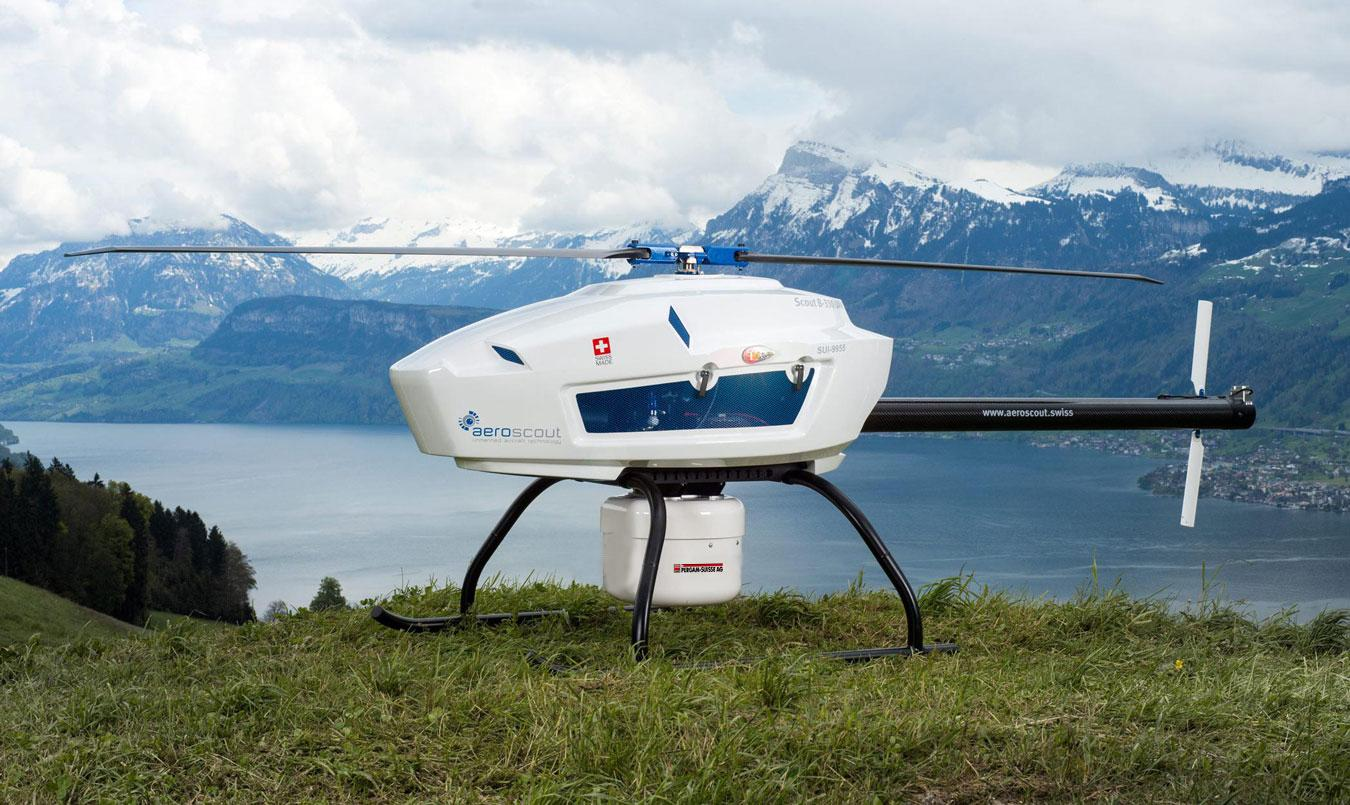 Scout B-330
SUI-9955
SWISS
MADE
aeroscout
unmanned aircraft technology
www.aeroscout.swiss
PERGAM-SUISSE AG